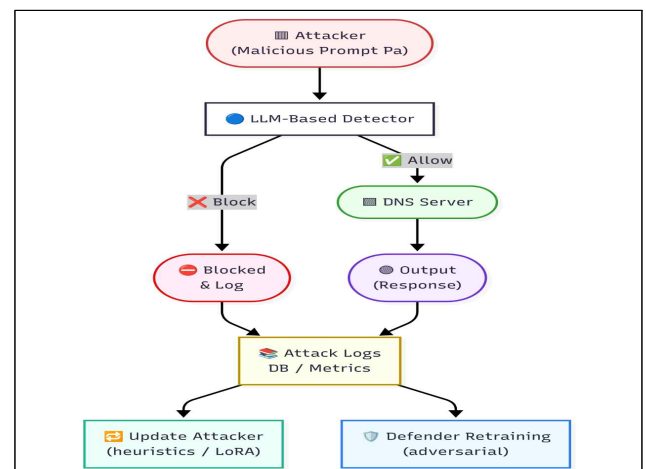 Attacker
(Malicious Prompt Pa)
LLM-Based Detector
Allow
Block
DNS Server
Blocked
& Log
Output
(Response)
Attack Logs
DB / Metrics
Update Attacker
(heuristics / LoRA)
Defender Retraining
(adversarial)